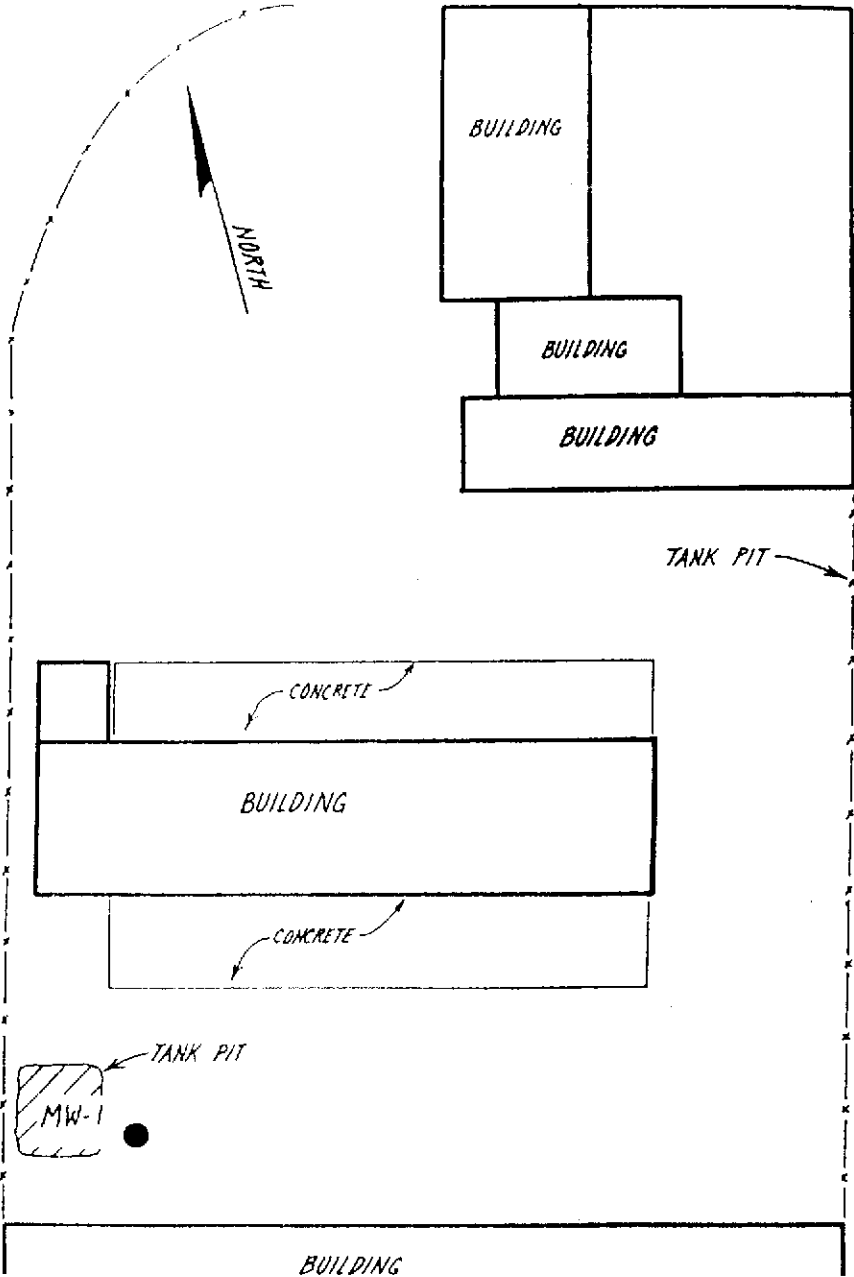 BUILDING
NORTH
BUILDING
BUILDING
TANK PIT
CONCRETE
BUILDING
CONCRETE
TANK PIT
MW-1
BUILDING